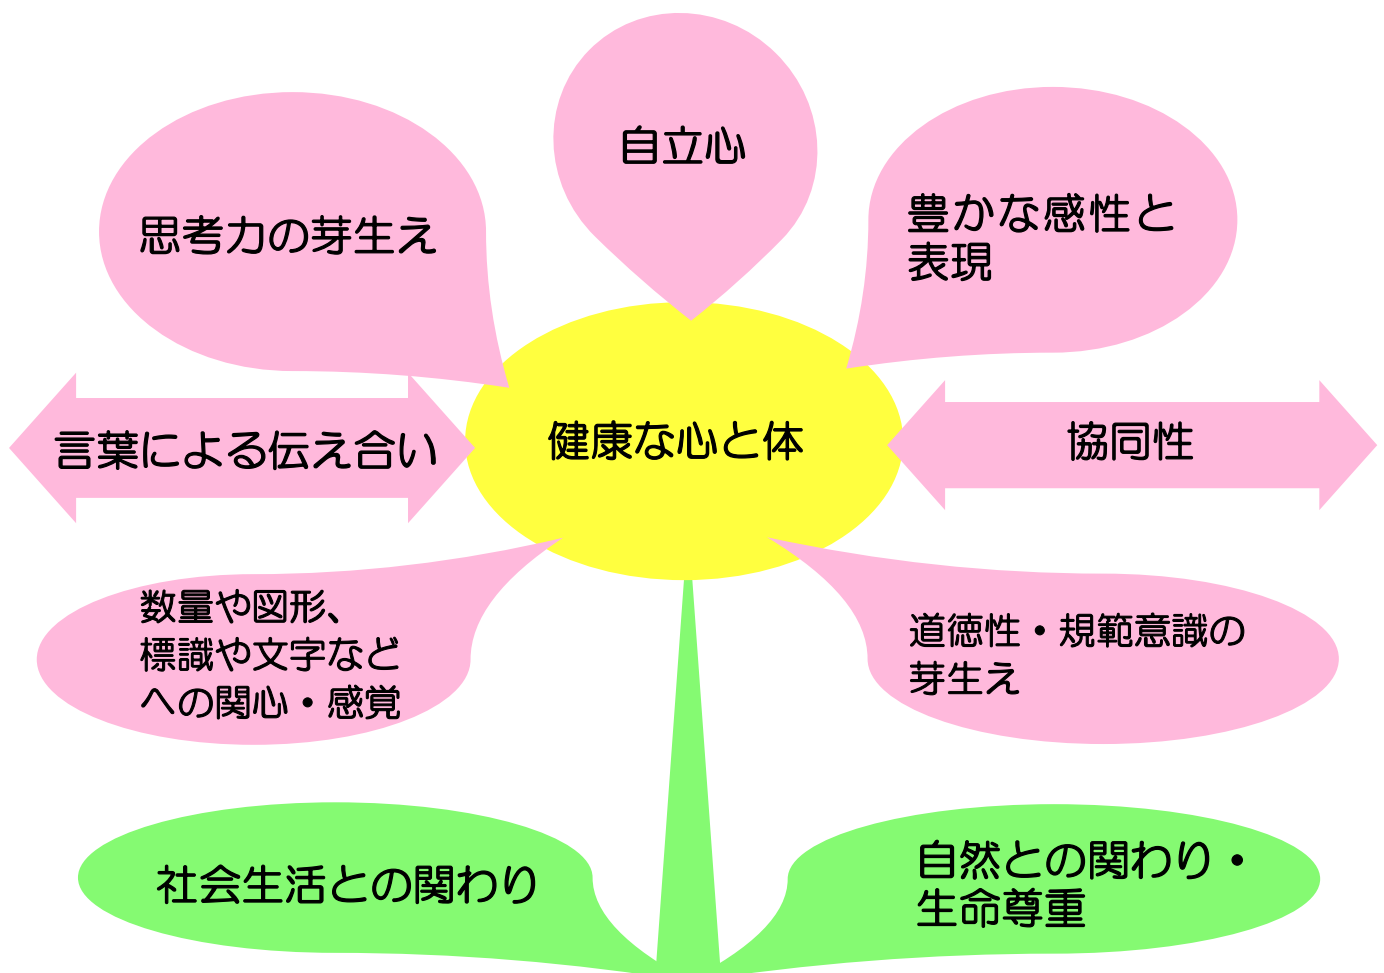 自立心
思考力の芽生え
豊かな感性と
表現
言葉による伝え合い
健康な心と体
協同性
数量や図形、
標識や文字など
への関心・感覚
道徳性・規範意識の
芽生え
社会生活との関わり
自然との関わり・
生命尊重